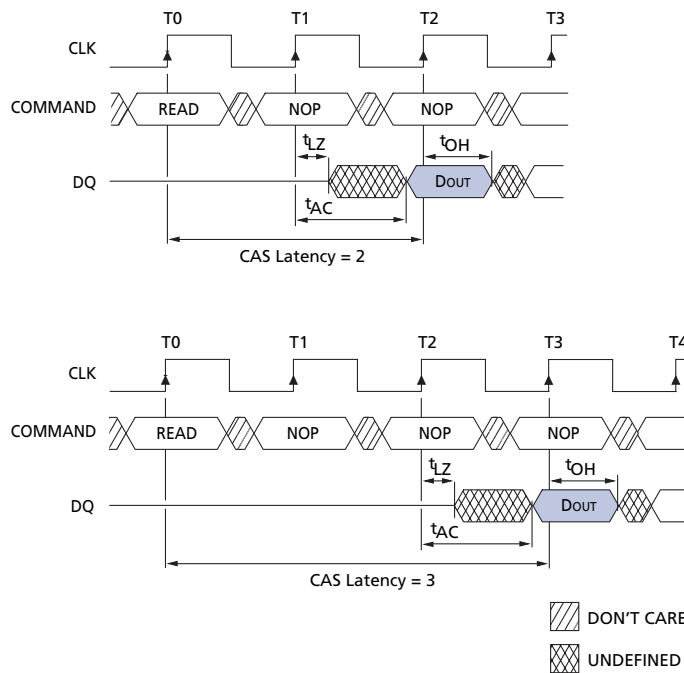 T0 T1 T2 T3
CLK
COMMAND READ NOP NOP
tLZ tOH
DQ DOUT
tAC
CAS Latency = 2
T0 T1 T2 T3 T4
CLK
COMMAND READ NOP NOP NOP
tLZ tOH
DQ DOUT
tAC
CAS Latency = 3
DON'T CARE
UNDEFINED